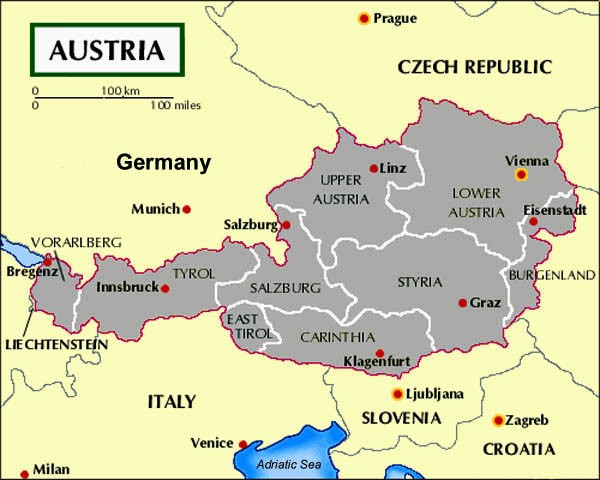 Prague
AUSTRIA
CZECH REPUBLIC
0 100 km
0 100 miles
Germany
Linz
Vienna
UPPER
AUSTRIA
LOWER
AUSTRIA
Munich
Salzburg
Eisenstadt
VORARLBERG
Bregenz
TYROL
Innsbruck
SALZBURG
STYRIA
BURGENLAND
Graz
EAST
TIROL
CARINTHIA
LIECHTENSTEIN
Klagenfurt
Ljubljana
ITALY
SLOVENIA
Zagreb
Venice
CROATIA
Adriatic Sea
Milan